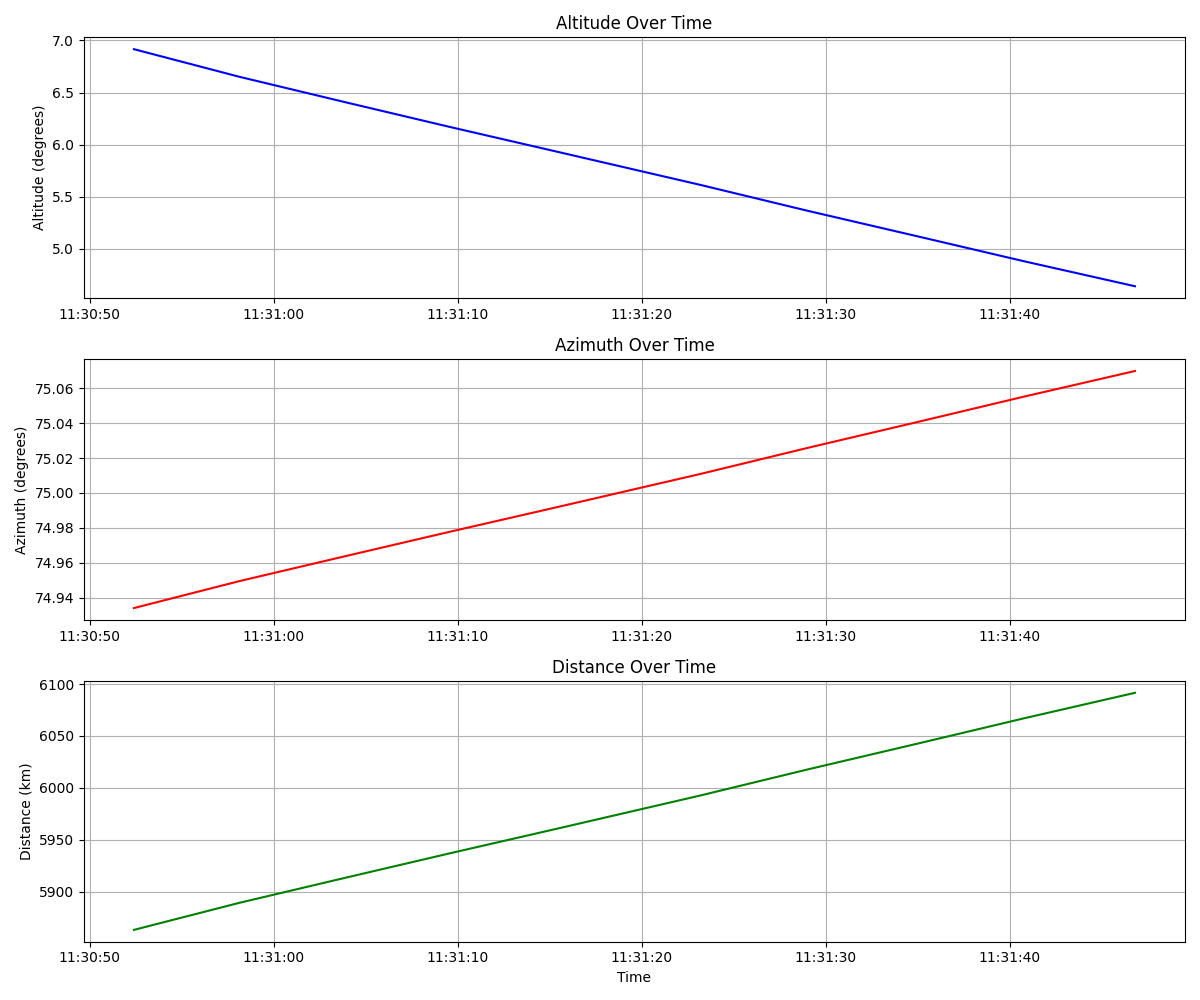 Altitude Over Time
Altitude (degrees)
7.0
6.5
6.0
5.5
5.0
11:30:50 11:31:00 11:31:10 11:31:20 11:31:30 11:31:40
Azimuth Over Time
Azimuth (degrees)
75.06
75.04
75.02
75.00
74.98
74.96
74.94
11:30:50 11:31:00 11:31:10 11:31:20 11:31:30 11:31:40
Distance Over Time
Distance (km)
6100
6050
6000
5950
5900
11:30:50 11:31:00 11:31:10 11:31:20 11:31:30 11:31:40
Time